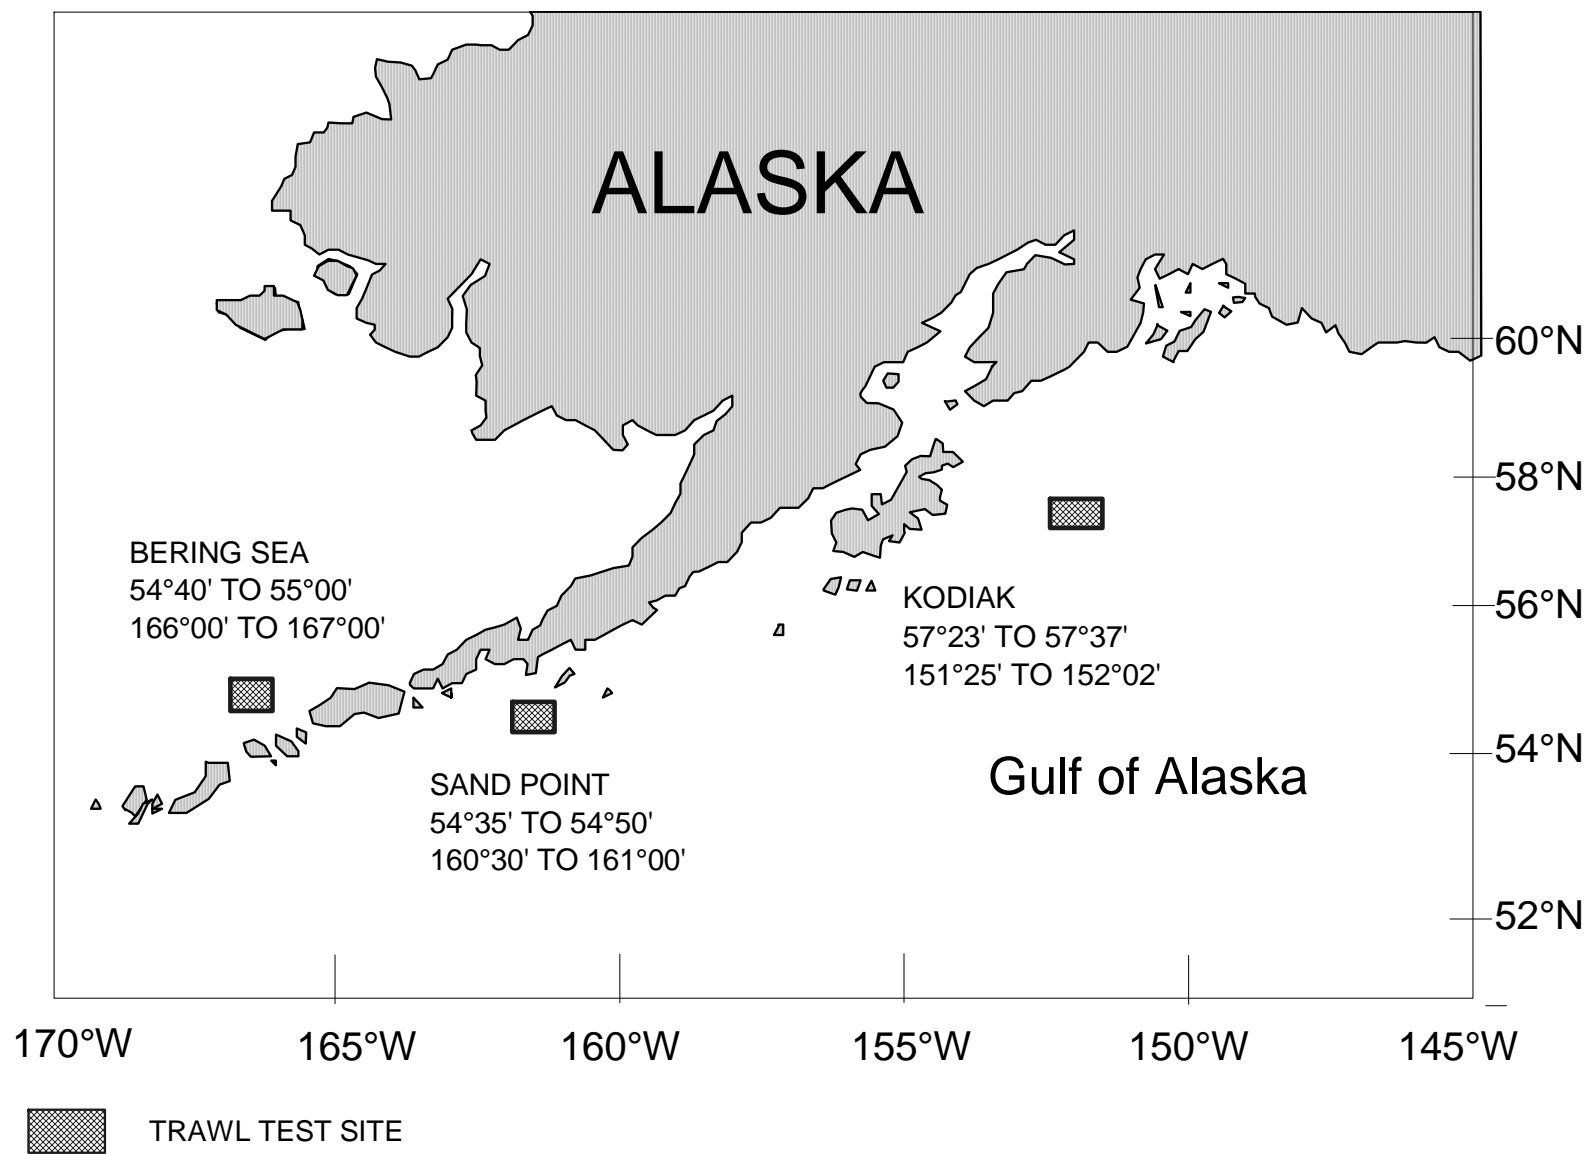 ALASKA
60°N
58°N
BERING SEA
54°40' TO 55°00'
166°00' TO 167°00'
56°N
KODIAK
57°23' TO 57°37'
151°25' TO 152°02'
54°N
Gulf of Alaska
SAND POINT
54°35' TO 54°50'
160°30' TO 161°00'
52°N
170°W 165°W 160°W 155°W 150°W 145°W
TRAWL TEST SITE